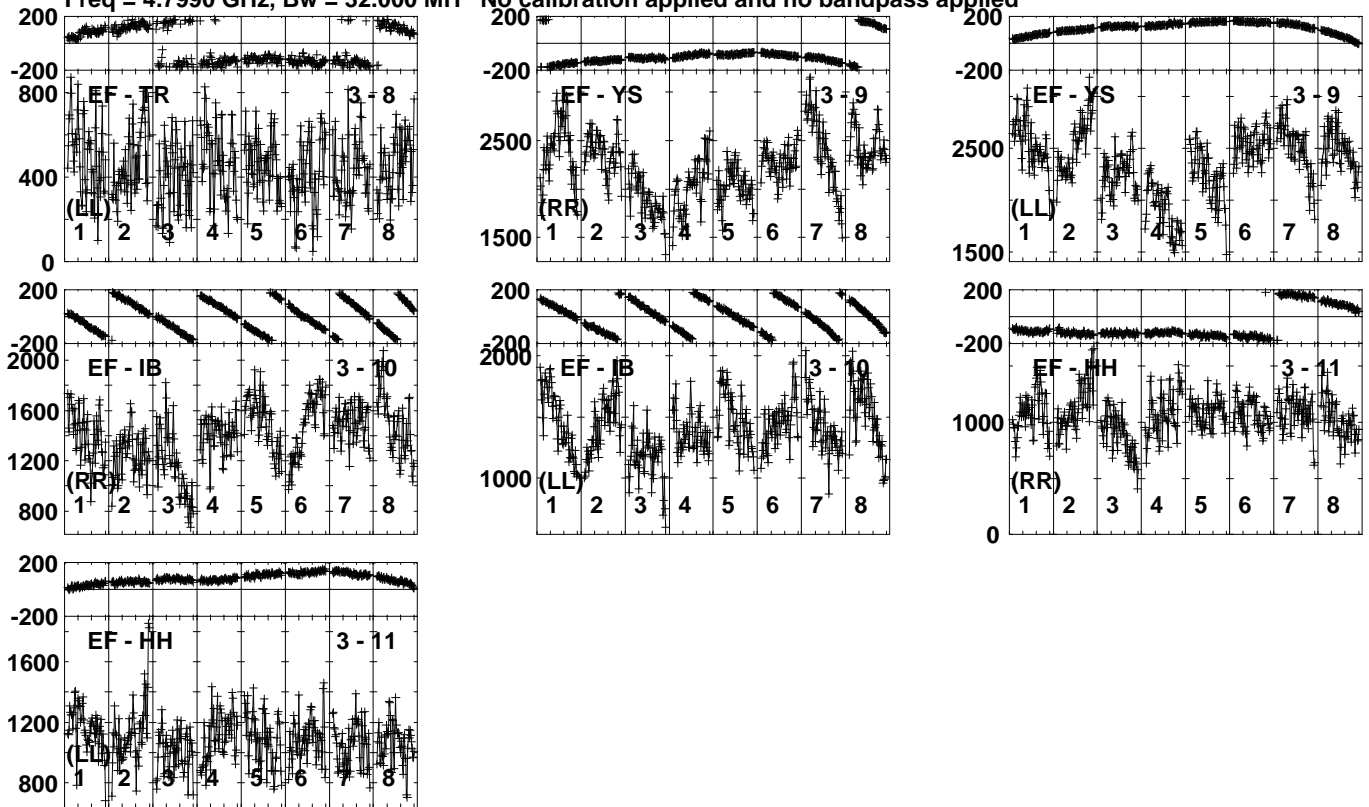 Freq = 4.7990 GHz, Bw = 32.000 MH No calibration applied and no bandpass applied
200
-200
800
400
0
EF - TR 3 - 8
(LL)
1 2 3 4 5 6 7 8
200
-200
2500
1500
EF - YS 3 - 9
(RR)
1 2 3 4 5 6 7 8
200
-200
2500
1500
EF - YS 3 - 9
(LL)
1 2 3 4 5 6 7 8
200
-200
2000
1600
1200
800
EF - IB 3 - 10
(RR)
1 2 3 4 5 6 7 8
200
-200
2000
1000
EF - IB 3 - 10
(LL)
1 2 3 4 5 6 7 8
200
-200
1000
0
EF - HH 3 - 11
(RR)
1 2 3 4 5 6 7 8
200
-200
1600
1200
800
EF - HH 3 - 11
(LL)
1 2 3 4 5 6 7 8